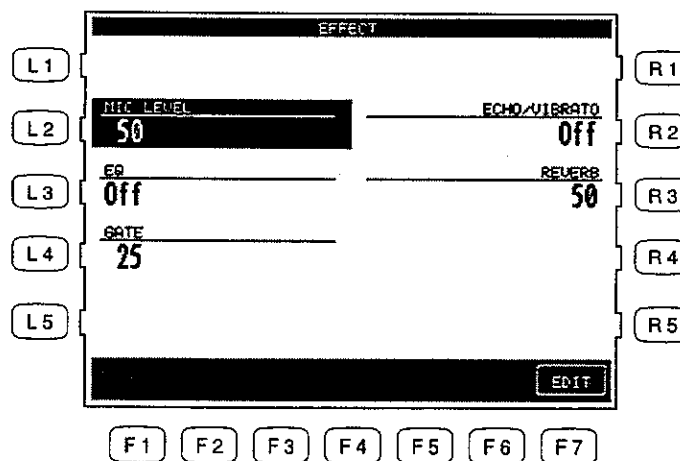 EFFECT
L1 R1
MIC LEVEL ECHO/VIBRATO
L2 50 Off R2
EQ REVERB
L3 Off 50 R3
GATE
L4 25 R4
L5 R5
EDIT
F1 F2 F3 F4 F5 F6 F7